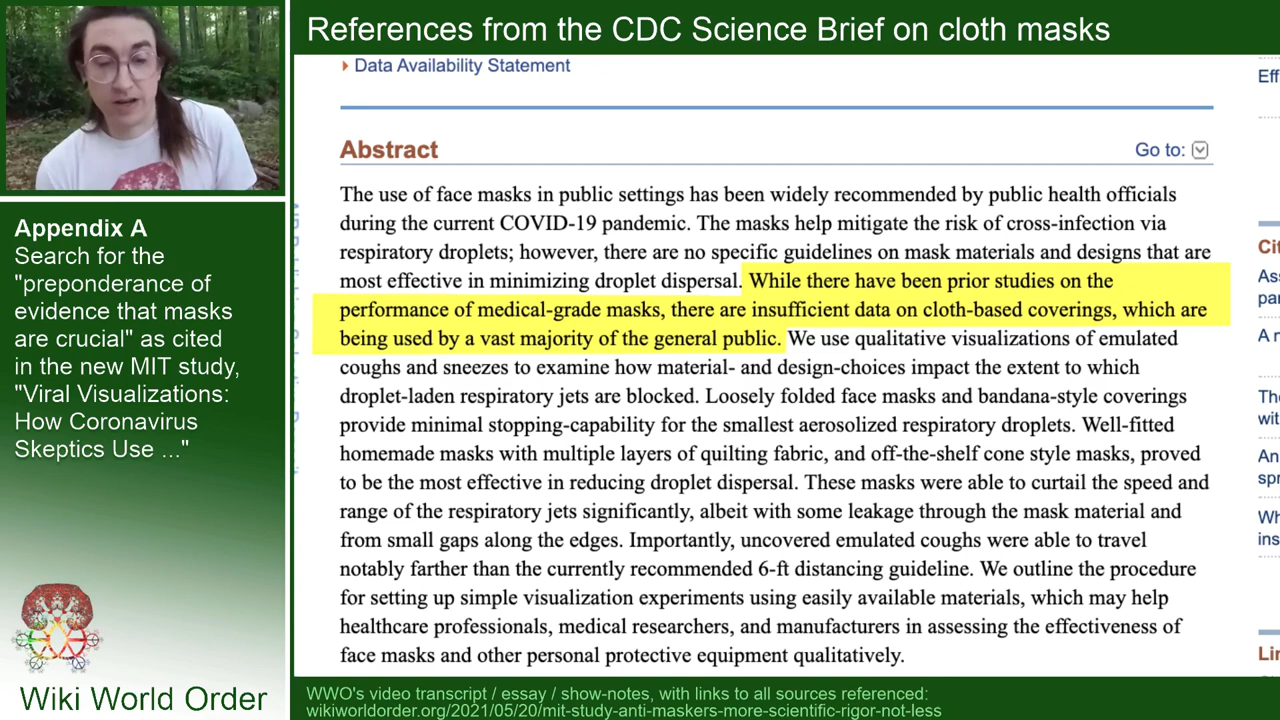 References from the CDC Science Brief on cloth masks
Data Availability Statement
Abstract
Go to:
The use of face masks in public settings has been widely recommended by public health officials
during the current COVID-19 pandemic. The masks help mitigate the risk of cross-infection via
respiratory droplets; however, there are no specific guidelines on mask materials and designs that are
most effective in minimizing droplet dispersal. While there have been prior studies on the
performance of medical-grade masks, there are insufficient data on cloth-based coverings, which are
being used by a vast majority of the general public. We use qualitative visualizations of emulated
coughs and sneezes to examine how material- and design-choices impact the extent to which
droplet-laden respiratory jets are blocked. Loosely folded face masks and bandana-style coverings
provide minimal stopping-capability for the smallest aerosolized respiratory droplets. Well-fitted
homemade masks with multiple layers of quilting fabric, and off-the-shelf cone style masks, proved
to be the most effective in reducing droplet dispersal. These masks were able to curtail the speed and
range of the respiratory jets significantly, albeit with some leakage through the mask material and
from small gaps along the edges. Importantly, uncovered emulated coughs were able to travel
notably farther than the currently recommended 6-ft distancing guideline. We outline the procedure
for setting up simple visualization experiments using easily available materials, which may help
healthcare professionals, medical researchers, and manufacturers in assessing the effectiveness of
face masks and other personal protective equipment qualitatively.
Appendix A
Search for the
"preponderance of
evidence that masks
are crucial" as cited
in the new MIT study,
"Viral Visualizations:
How Coronavirus
Skeptics Use ..."
Wiki World Order
WWO's video transcript / essay / show-notes, with links to all sources referenced:
wikiworldorder.org/2021/05/20/mit-study-anti-maskers-more-scientific-rigor-not-less